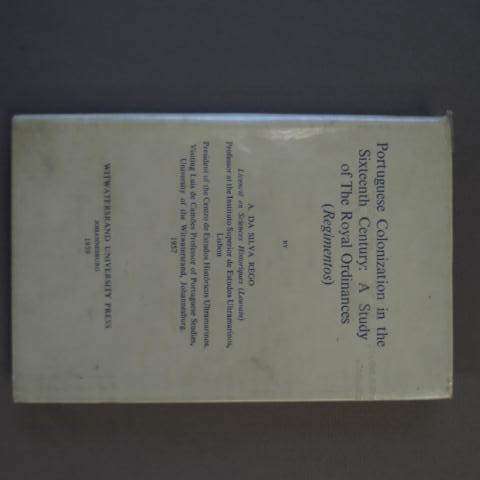 Portuguese Colonization in the
Sixteenth Century: A Study
of The Royal Ordinances
(Regimentos)
BY
A. DA SILVA REGO
Licencié en Sciences Historiques (Louvain)
Professor at the Instituto Superior de Estudos Ultramarinos,
Lisbon
President of the Centro de Estudos Históricos Ultramarinos.
Visiting Luis de Camões Professor of Portuguese Studies,
University of the Witwatersrand, Johannesburg.
1957
WITWATERSRAND UNIVERSITY PRESS
JOHANNESBURG
1959